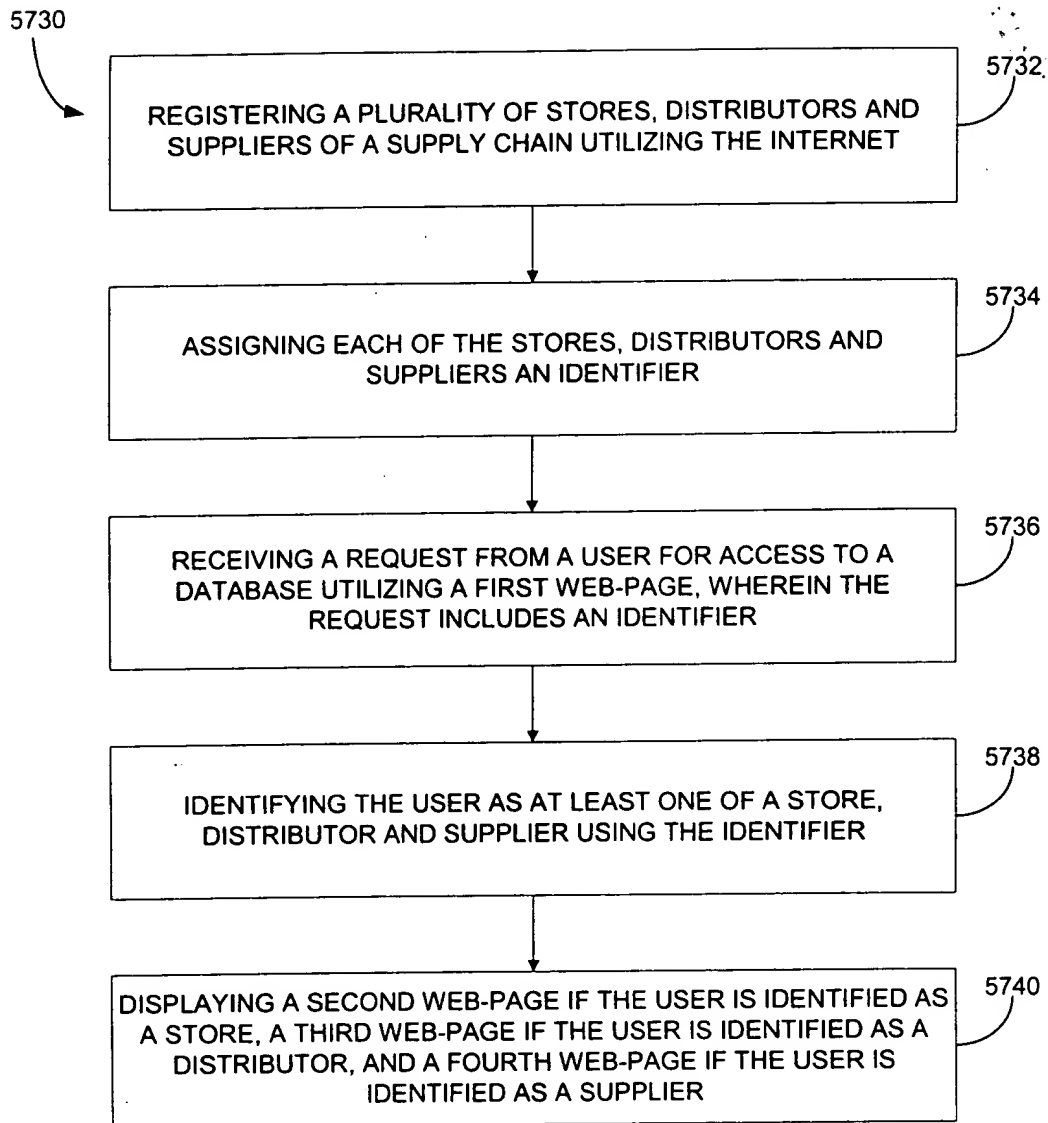 5730
5732
REGISTERING A PLURALITY OF STORES, DISTRIBUTORS AND
SUPPLIERS OF A SUPPLY CHAIN UTILIZING THE INTERNET
5734
ASSIGNING EACH OF THE STORES, DISTRIBUTORS AND
SUPPLIERS AN IDENTIFIER
5736
RECEIVING A REQUEST FROM A USER FOR ACCESS TO A
DATABASE UTILIZING A FIRST WEB-PAGE, WHEREIN THE
REQUEST INCLUDES AN IDENTIFIER
5738
IDENTIFYING THE USER AS AT LEAST ONE OF A STORE,
DISTRIBUTOR AND SUPPLIER USING THE IDENTIFIER
5740
DISPLAYING A SECOND WEB-PAGE IF THE USER IS IDENTIFIED AS
A STORE, A THIRD WEB-PAGE IF THE USER IS IDENTIFIED AS A
DISTRIBUTOR, AND A FOURTH WEB-PAGE IF THE USER IS
IDENTIFIED AS A SUPPLIER